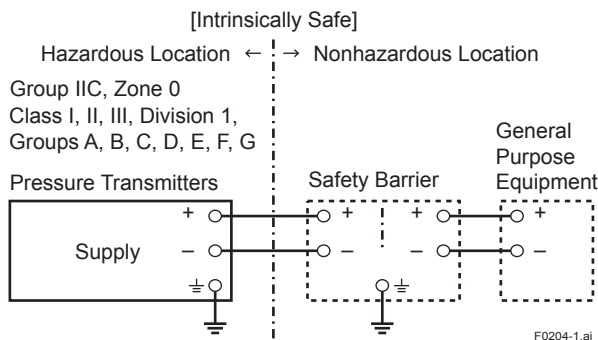 [Intrinsically Safe]
Hazardous Location ← → Nonhazardous Location
Group IIC, Zone 0
Class I, II, III, Division 1,
Groups A, B, C, D, E, F, G
General
Purpose
Equipment
Pressure Transmitters
Safety Barrier
+ + + +
Supply – – – –
F0204-1.ai